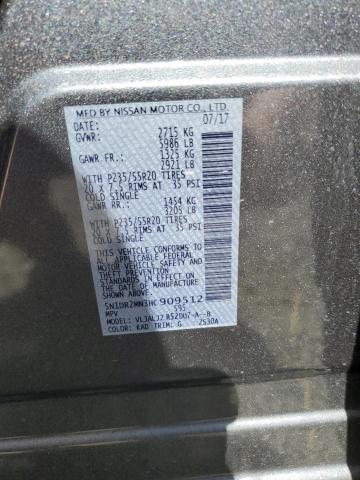 MFD BY NISSAN MOTOR CO., LTD.
DATE: 07/17
GVWR: 2715 KG
5986 LB
GAWR FR: 1325 KG
2921 LB
WITH P235/55R20 TIRES
20 X 7.5 RIMS AT 35 PSI
COLD SINGLE
GAWR RR: 1454 KG
3205 LB
WITH P235/55R20 TIRES
20 X 7.5 RIMS AT 35 PSI
COLD SINGLE
THIS VEHICLE CONFORMS TO
ALL APPLICABLE FEDERAL
MOTOR VEHICLE SAFETY
AND THEFT PREVENTION
STANDARDS IN EFFECT ON
THE DATE OF MANUFACTURE
SHOWN ABOVE.
5N1DR2MN3HC909512
MPV 595
MODEL: VLJALJZ R52UU7-A--B
COLOR: KAD TRIM: G 2530A